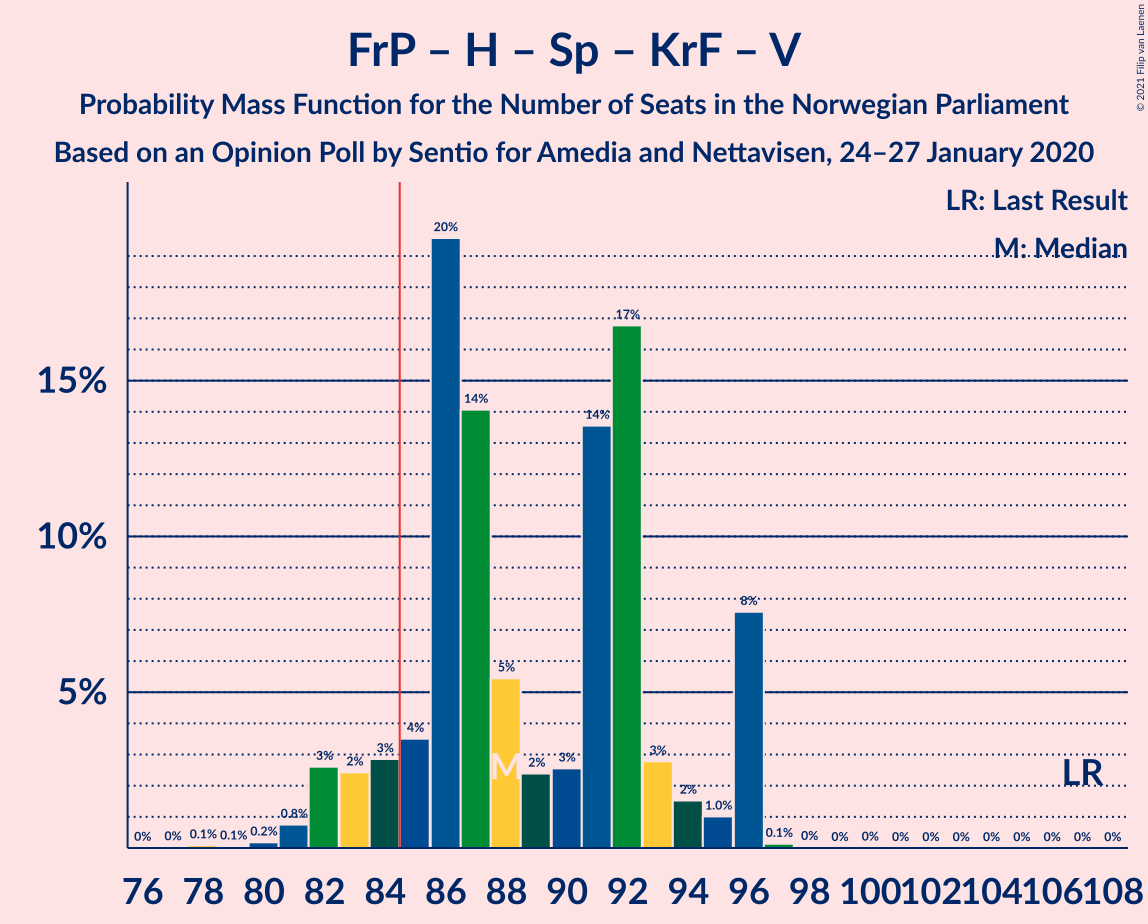 FrP – H – Sp – KrF – V
Probability Mass Function for the Number of Seats in the Norwegian Parliament
Based on an Opinion Poll by Sentio for Amedia and Nettavisen, 24–27 January 2020
© 2021 Filip van Laenen
LR: Last Result
M: Median
15%
10%
5%
0% 0% 0.1% 0.1% 0.2% 0.8% 3% 2% 3% 4% 20% 14% 5% 2% 3% 14% 17% 3% 2% 1.0% 8% 0.1% 0% 0% 0% 0% 0% 0% 0% 0% 0% 0% 0%
M
LR
76 78 80 82 84 86 88 90 92 94 96 98 100 102 104 106 108